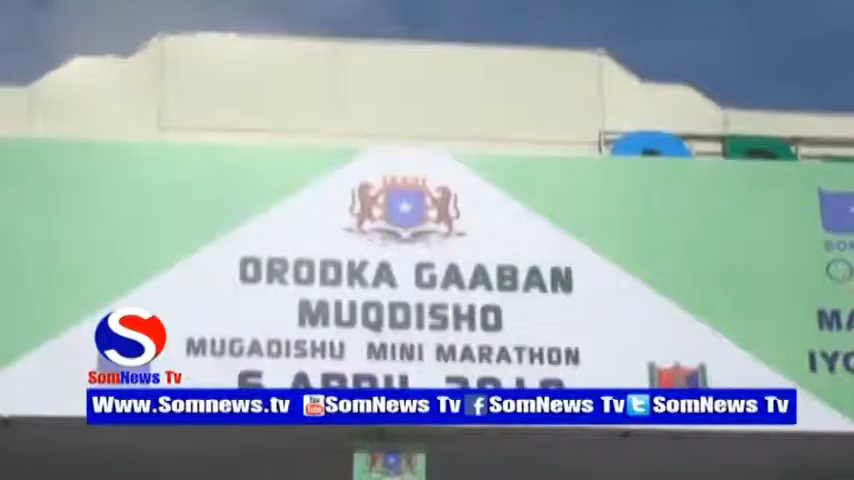 ORODKA GAABAN
MUQDISHO
MUGADISHU MINI MARATHON
SomNews Tv
Www.Somnews.tv SomNews Tv SomNews Tv SomNews Tv